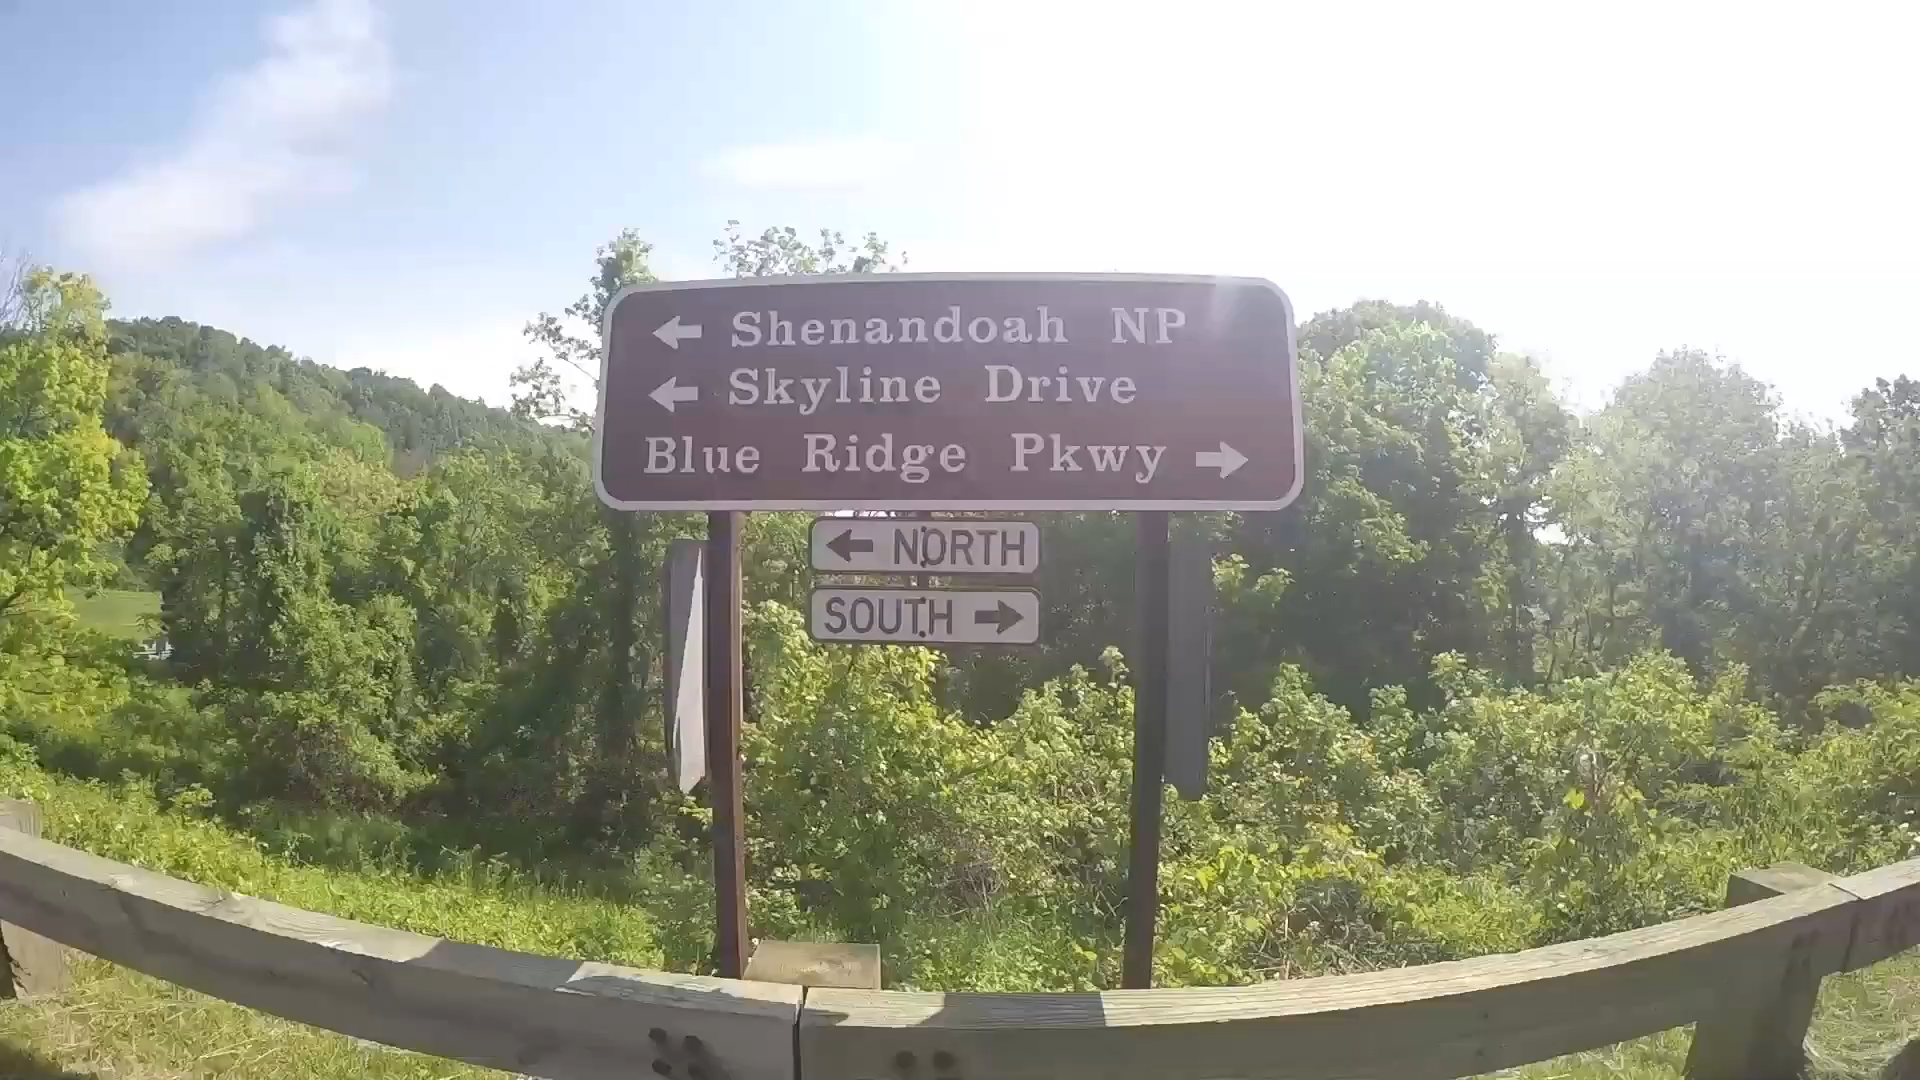 ← Shenandoah NP
← Skyline Drive
Blue Ridge Pkwy →
← NORTH
SOUTH →